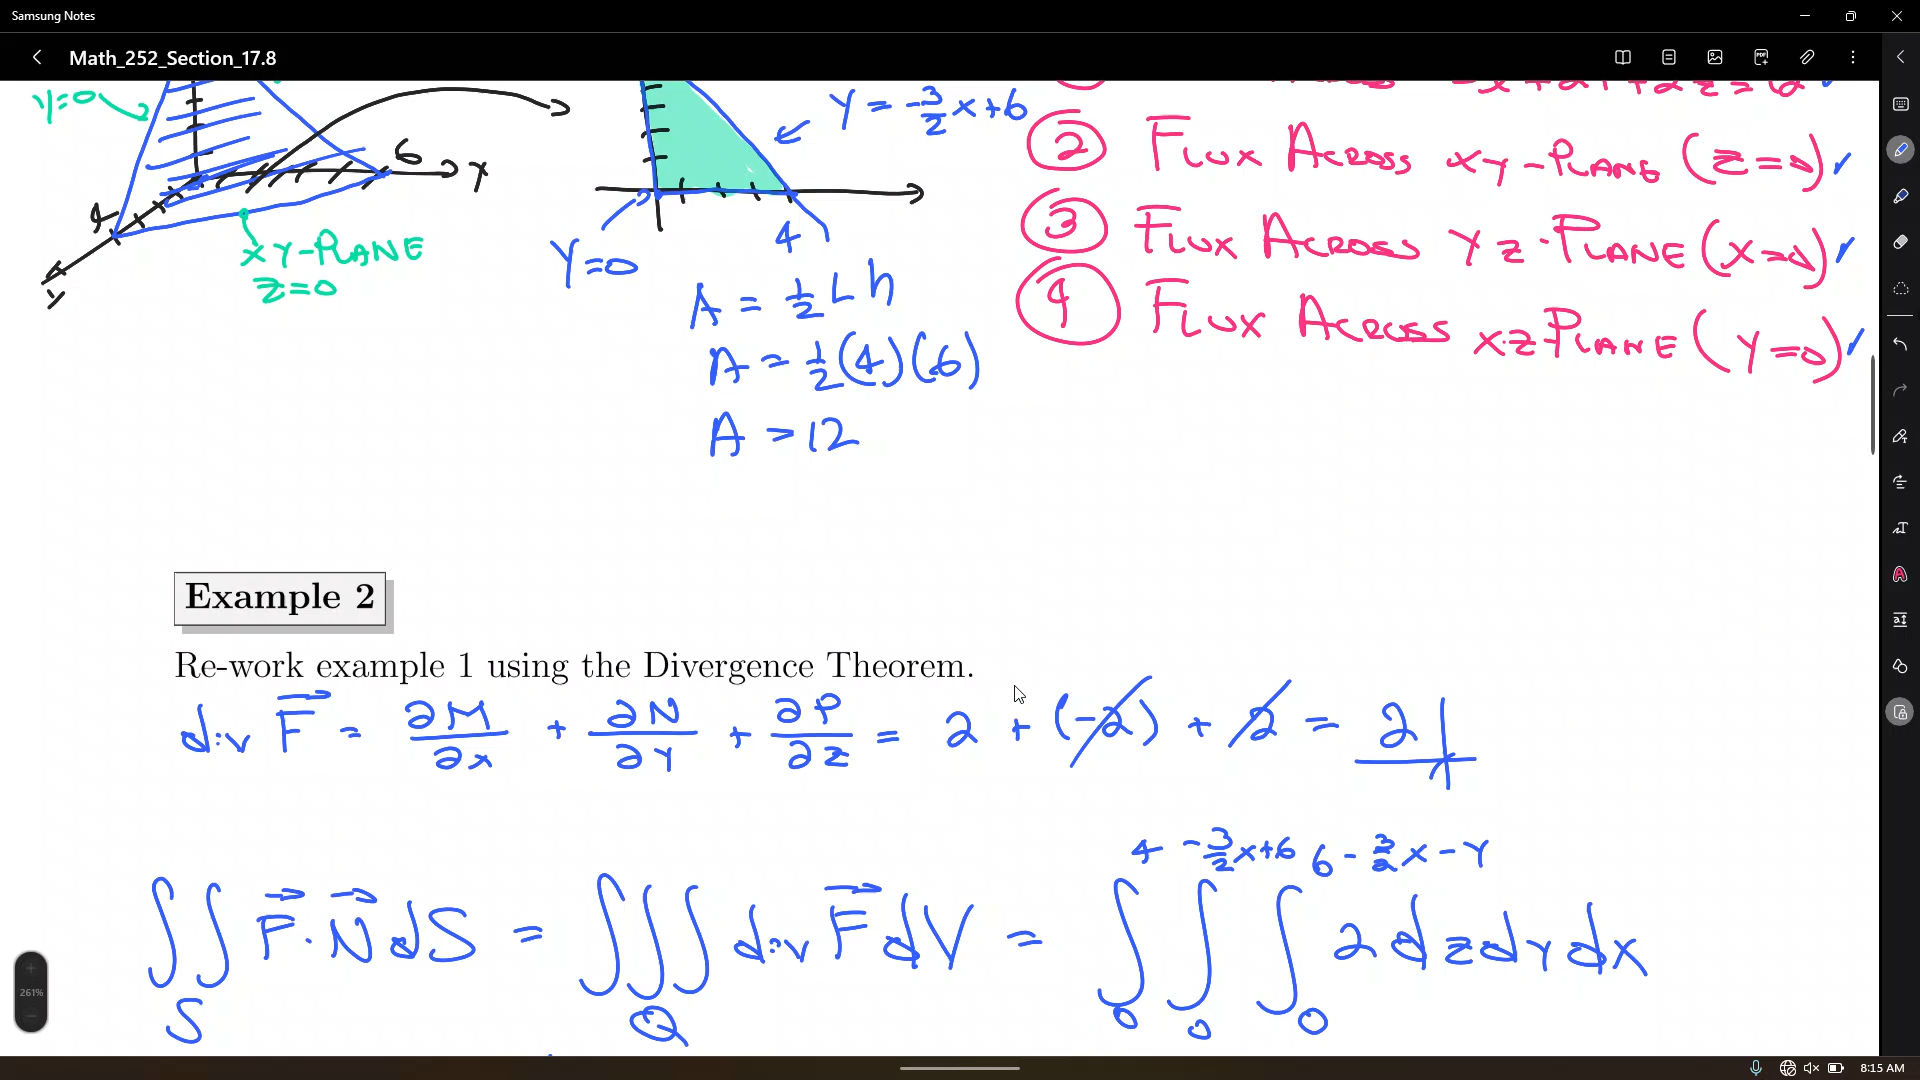 Samsung Notes
Math_252_Section_17.8
Y=0
6
X
4
Y
XY-PLANE
Z=0
Y = -3/2 X+6
Y=0
4
A = 1/2 L h
A = 1/2 (4)(6)
A = 12
② FLUX ACROSS XY-PLANE (Z=0) ✓
③ FLUX ACROSS YZ-PLANE (X=0) ✓
④ FLUX ACROSS XZ-PLANE (Y=0) ✓
Example 2
Re-work example 1 using the Divergence Theorem.
div F⃗ = ∂M/∂x + ∂N/∂Y + ∂P/∂z = 2 + (-2) + 2 = 2
4 -3/2 x+6 6 - 3/2 x - Y
∬ F⃗·N⃗ dS = ∭ div F⃗ dV = ∫∫∫ 2 dz dY dx
S Q 0 0 0
261%
8:15 AM